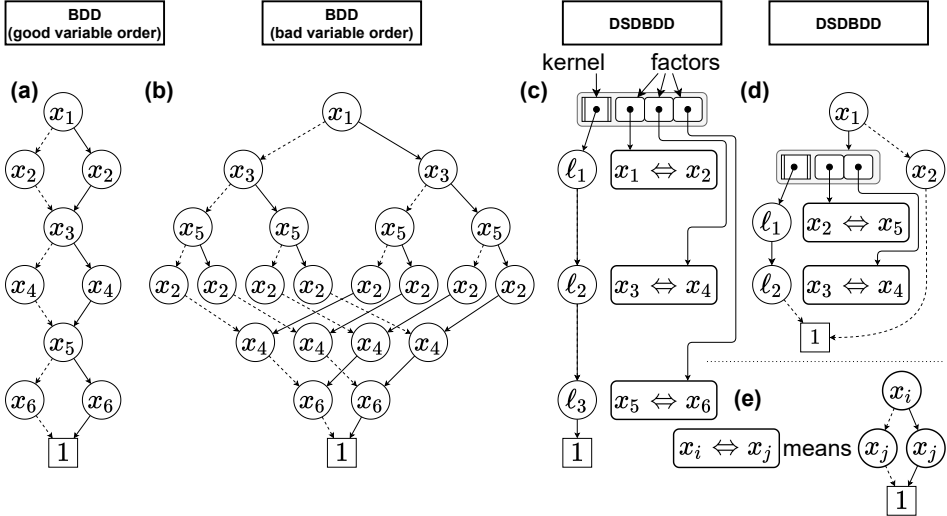 BDD
(good variable order)
BDD
(bad variable order)
DSDBDD
DSDBDD
kernel
factors
(a)
(b)
(c)
(d)
x₁
x₂ x₂
x₃
x₄ x₄
x₅
x₆ x₆
1
x₁
x₃ x₃
x₅ x₅ x₅ x₅
x₂ x₂ x₂ x₂ x₂ x₂ x₂ x₂
x₄ x₄ x₄ x₄
x₆ x₆
1
ℓ₁ x₁ ⇔ x₂
ℓ₂ x₃ ⇔ x₄
ℓ₃ x₅ ⇔ x₆
1
x₁
x₂
ℓ₁ x₂ ⇔ x₅
ℓ₂ x₃ ⇔ x₄
1
(e)
xᵢ ⇔ xⱼ means
xᵢ
xⱼ xⱼ
1